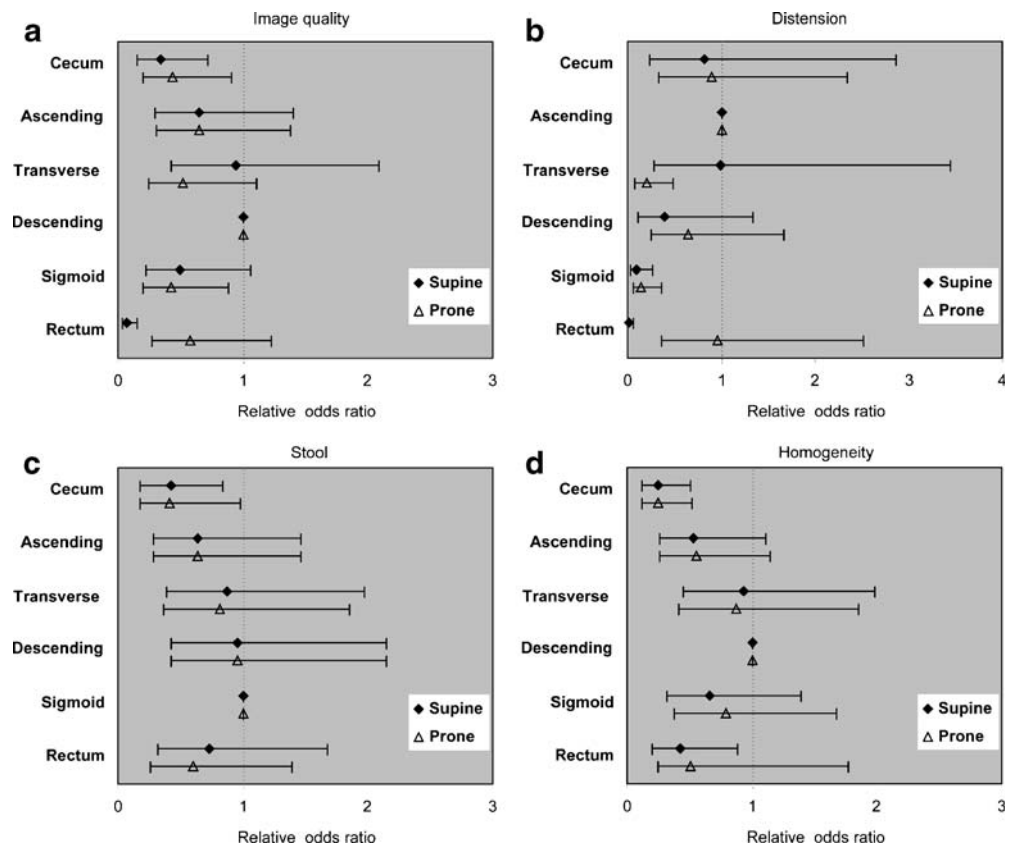 a
Image quality
Cecum
Ascending
Transverse
Descending
Sigmoid
Rectum
Supine
Prone
0 1 2 3
Relative odds ratio
b
Distension
Cecum
Ascending
Transverse
Descending
Sigmoid
Rectum
Supine
Prone
0 1 2 3 4
Relative odds ratio
c
Stool
Cecum
Ascending
Transverse
Descending
Sigmoid
Rectum
Supine
Prone
0 1 2 3
Relative odds ratio
d
Homogeneity
Cecum
Ascending
Transverse
Descending
Sigmoid
Rectum
Supine
Prone
0 1 2 3
Relative odds ratio